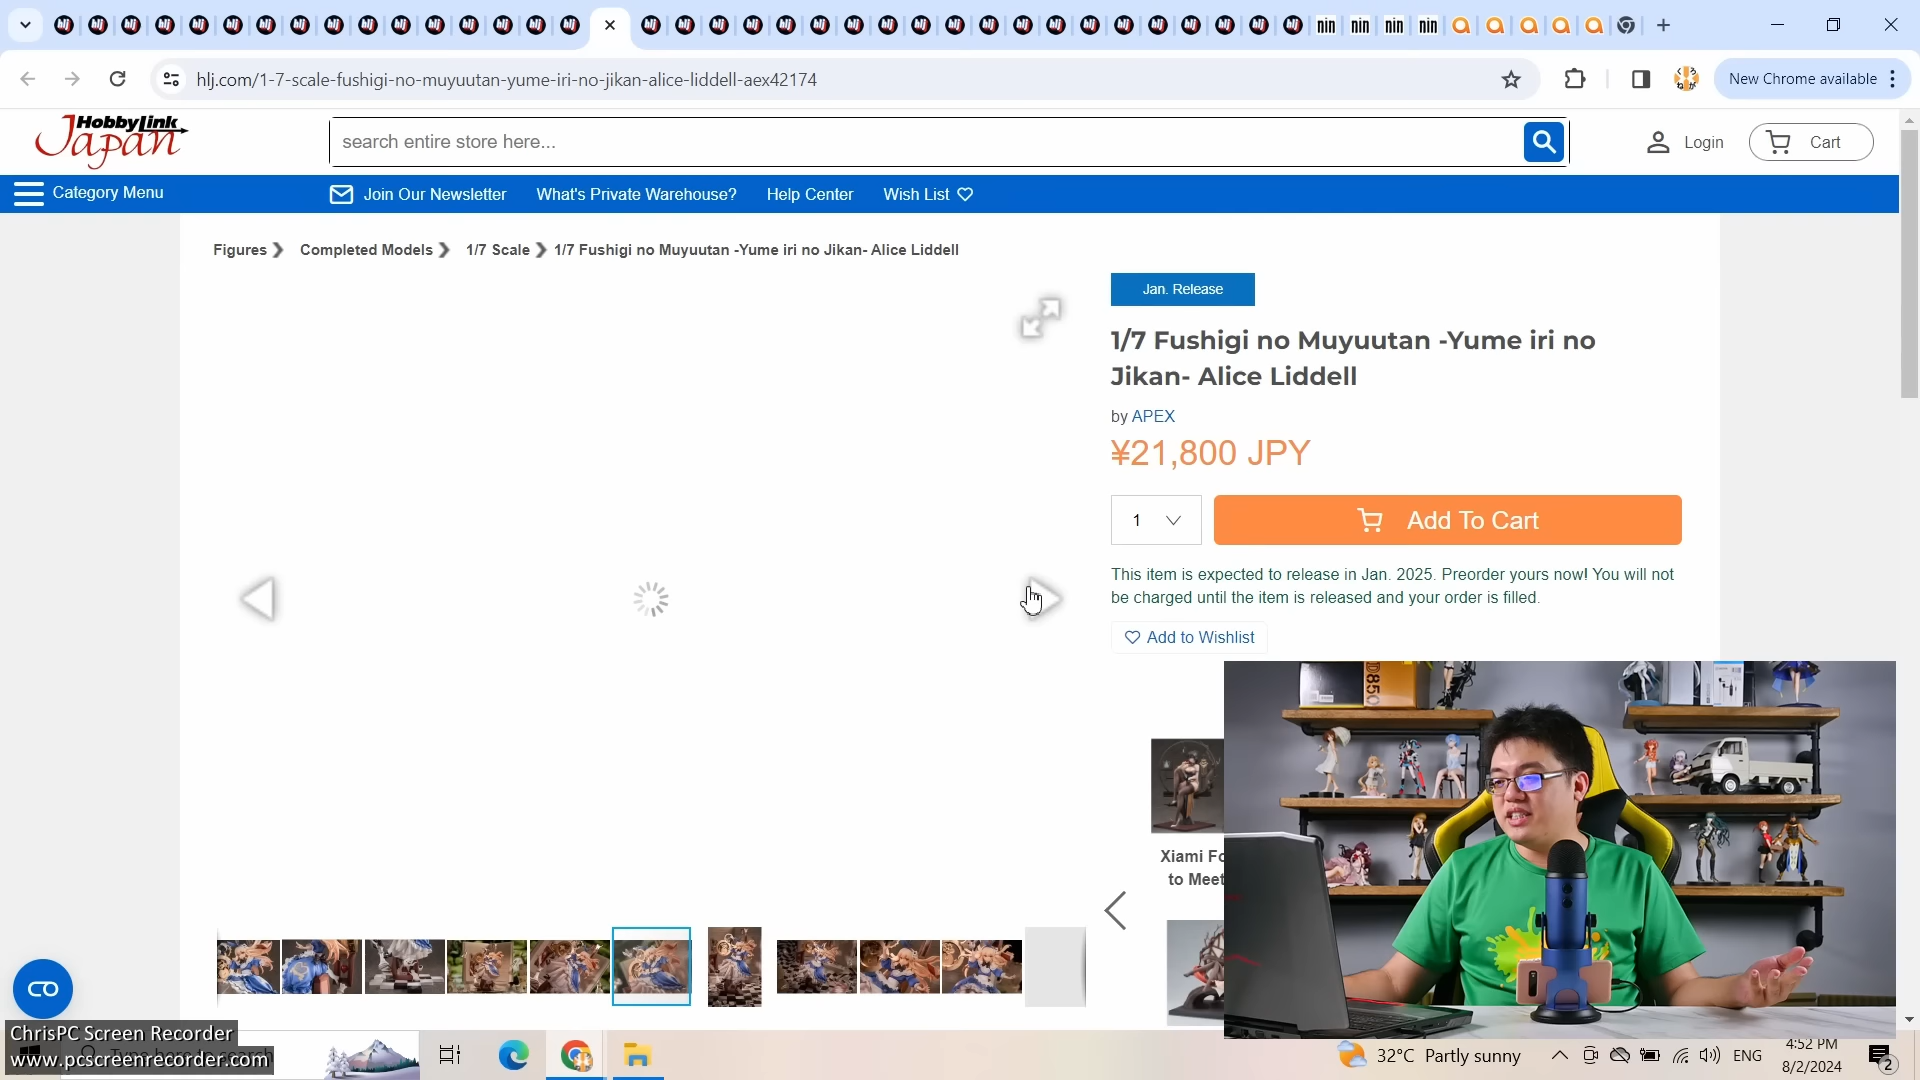 hlj.com/1-7-scale-fushigi-no-muyuutan-yume-iri-no-jikan-alice-liddell-aex42174
New Chrome available
HobbyLink
Japan
search entire store here...
Login
Cart
Category Menu
Join Our Newsletter
What's Private Warehouse?
Help Center
Wish List
Figures
Completed Models
1/7 Scale
1/7 Fushigi no Muyuutan -Yume iri no Jikan- Alice Liddell
Jan. Release
1/7 Fushigi no Muyuutan -Yume iri no
Jikan- Alice Liddell
by APEX
¥21,800 JPY
1
Add To Cart
This item is expected to release in Jan. 2025. Preorder yours now! You will not
be charged until the item is released and your order is filled.
Add to Wishlist
D850
Xiami Fo
to Meet
ChrisPC Screen Recorder
www.pcscreenrecorder.com
32°C Partly sunny
ENG
4:52 PM
8/2/2024
2